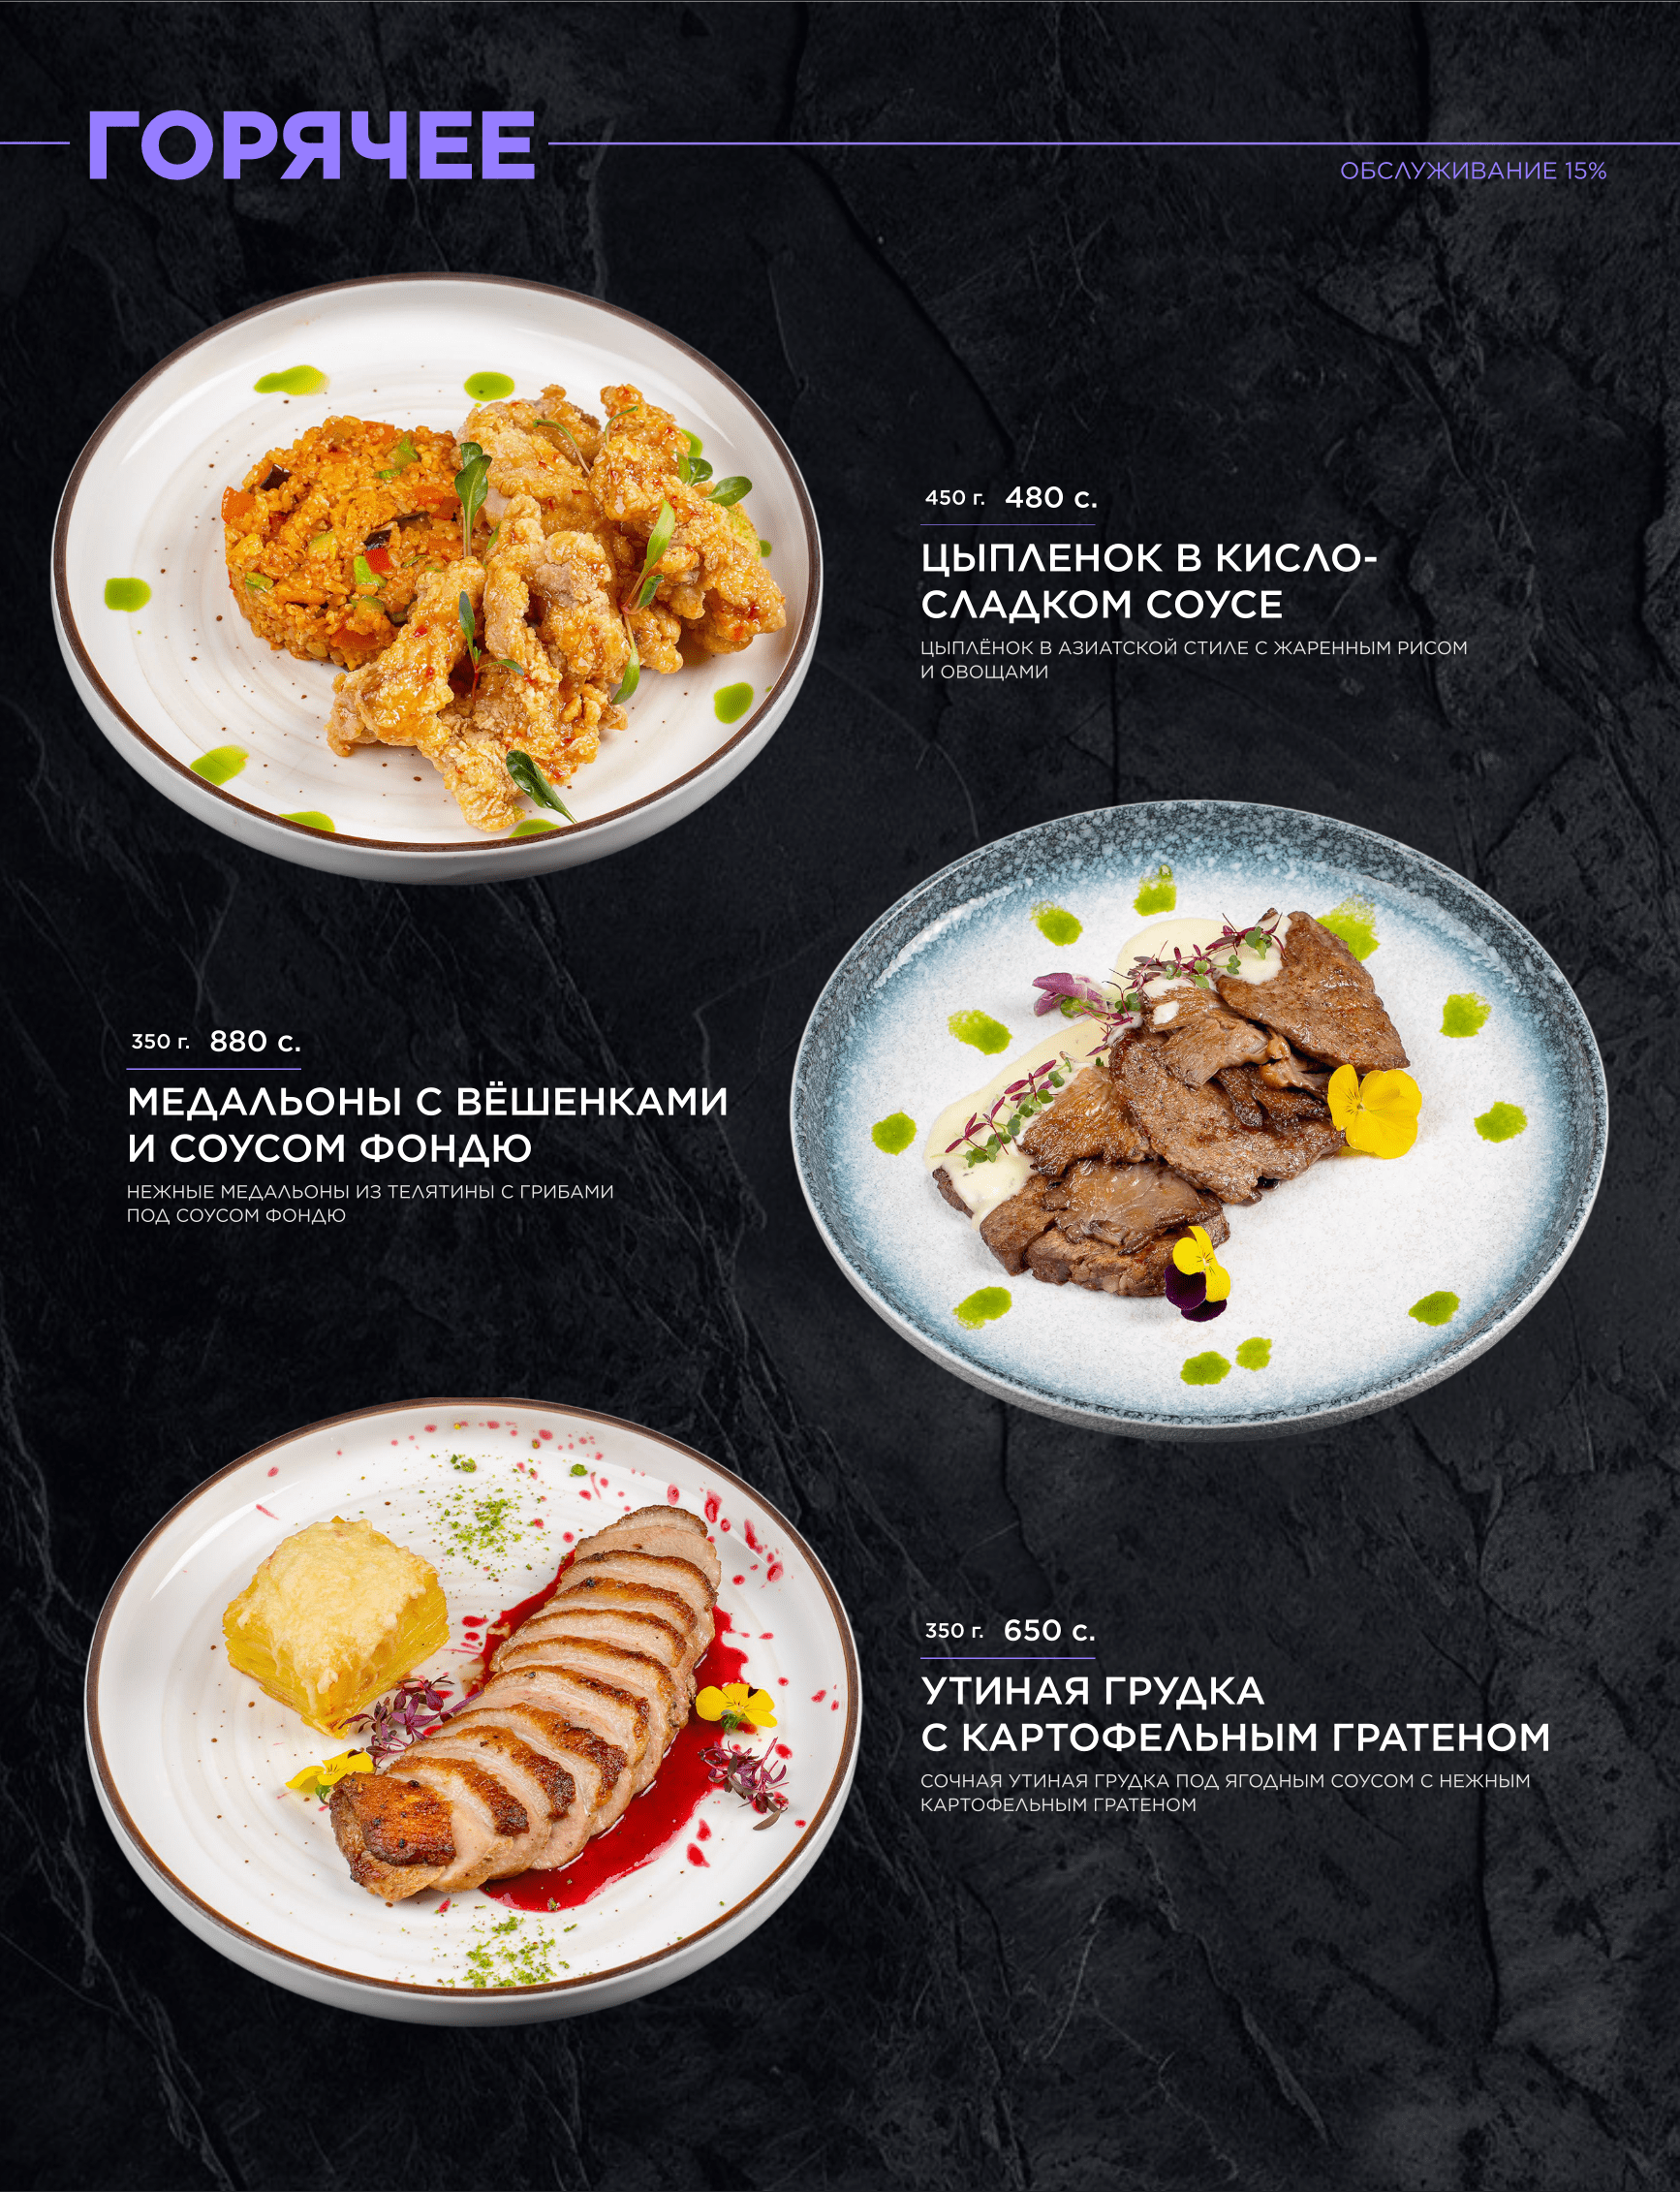 ГОРЯЧЕЕ
ОБСЛУЖИВАНИЕ 15%
450 г. 480 с.
ЦЫПЛЕНОК В КИСЛО-
СЛАДКОМ СОУСЕ
ЦЫПЛЁНОК В АЗИАТСКОЙ СТИЛЕ С ЖАРЕННЫМ РИСОМ
И ОВОЩАМИ
350 г. 880 с.
МЕДАЛЬОНЫ С ВЁШЕНКАМИ
И СОУСОМ ФОНДЮ
НЕЖНЫЕ МЕДАЛЬОНЫ ИЗ ТЕЛЯТИНЫ С ГРИБАМИ
ПОД СОУСОМ ФОНДЮ
350 г. 650 с.
УТИНАЯ ГРУДКА
С КАРТОФЕЛЬНЫМ ГРАТЕНОМ
СОЧНАЯ УТИНАЯ ГРУДКА ПОД ЯГОДНЫМ СОУСОМ С НЕЖНЫМ
КАРТОФЕЛЬНЫМ ГРАТЕНОМ